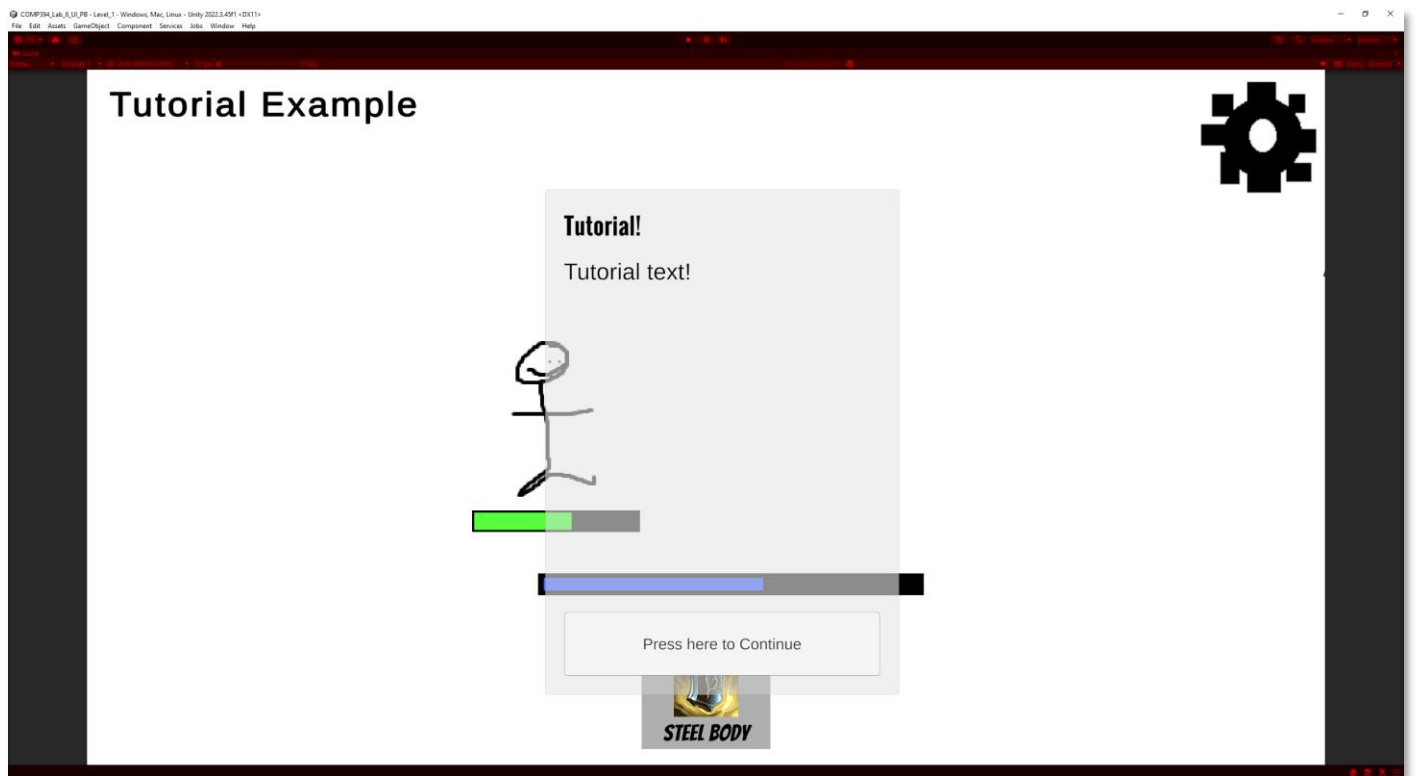 COMP394_Lab_6_UI_PB - Level_1 - Windows, Mac, Linux - Unity 2022.3.45f1 <DX11>
File Edit Assets GameObject Component Services Jobs Window Help
Game
Tutorial Example
Tutorial!
Tutorial text!
Press here to Continue
STEEL BODY